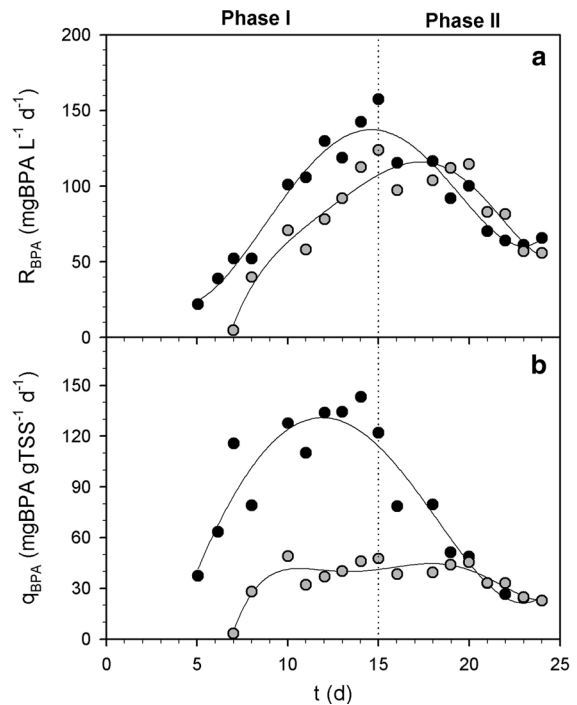 Phase I Phase II
a
200
150
100
50
0
R_BPA (mgBPA L⁻¹ d⁻¹)
b
150
120
90
60
30
0
q_BPA (mgBPA gTSS⁻¹ d⁻¹)
0 5 10 15 20 25
t (d)